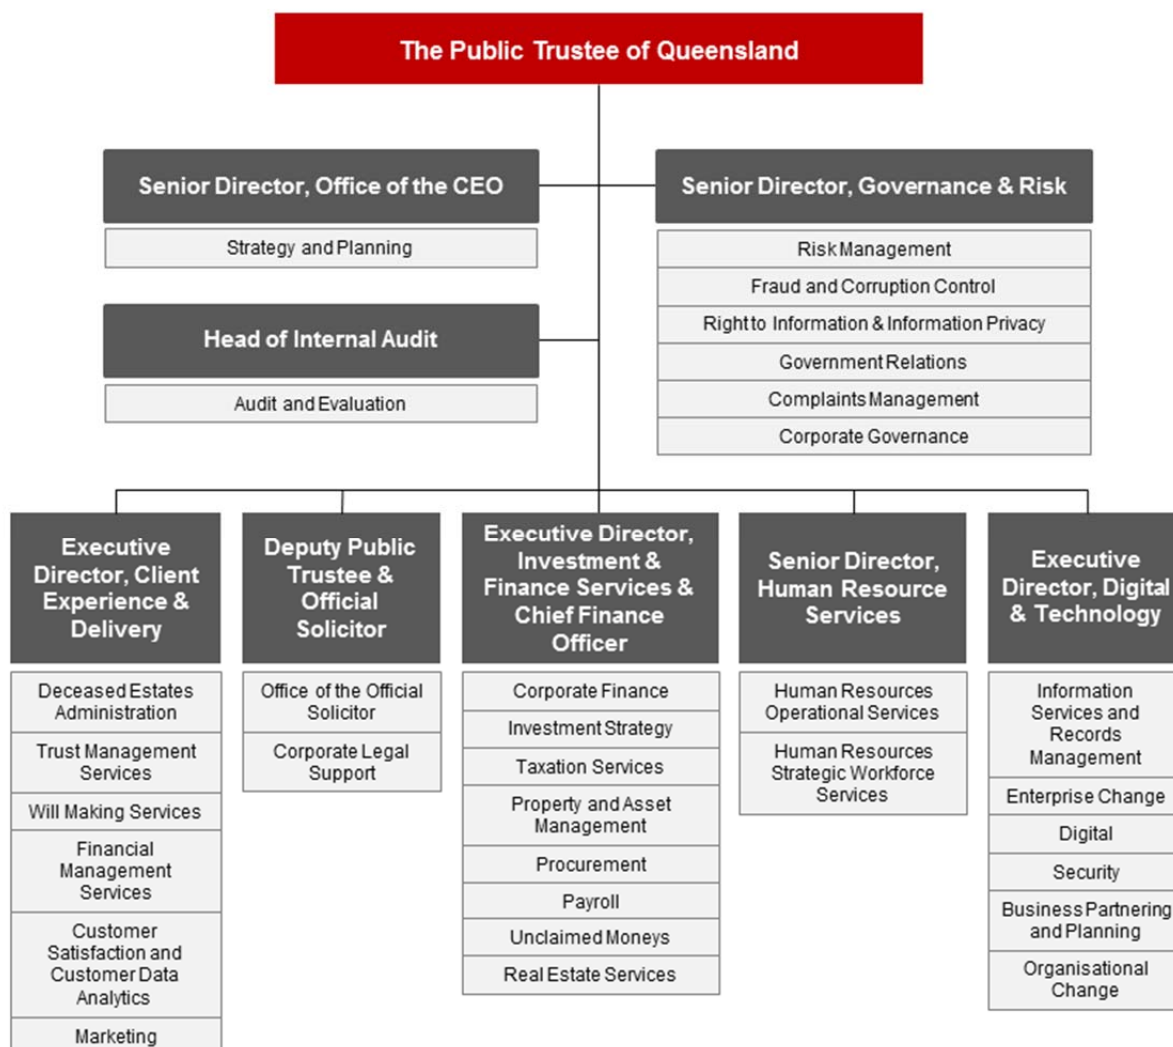 The Public Trustee of Queensland
Senior Director, Office of the CEO
Strategy and Planning
Senior Director, Governance & Risk
Risk Management
Fraud and Corruption Control
Right to Information & Information Privacy
Government Relations
Complaints Management
Corporate Governance
Head of Internal Audit
Audit and Evaluation
Executive
Director, Client
Experience &
Delivery
Deceased Estates
Administration
Trust Management
Services
Will Making Services
Financial
Management
Services
Customer
Satisfaction and
Customer Data
Analytics
Marketing
Deputy Public
Trustee &
Official
Solicitor
Office of the Official
Solicitor
Corporate Legal
Support
Executive Director,
Investment &
Finance Services &
Chief Finance
Officer
Corporate Finance
Investment Strategy
Taxation Services
Property and Asset
Management
Procurement
Payroll
Unclaimed Moneys
Real Estate Services
Senior Director,
Human Resource
Services
Human Resources
Operational Services
Human Resources
Strategic Workforce
Services
Executive
Director, Digital
& Technology
Information
Services and
Records
Management
Enterprise Change
Digital
Security
Business Partnering
and Planning
Organisational
Change